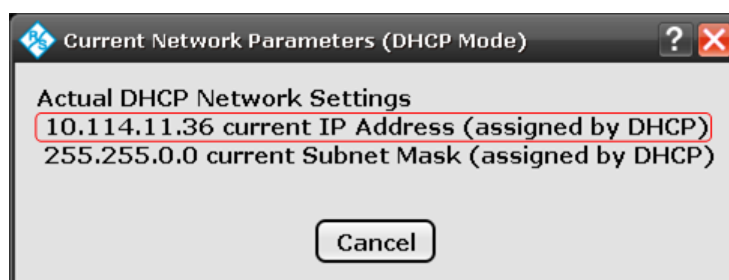 R/S Current Network Parameters (DHCP Mode) ?
Actual DHCP Network Settings
10.114.11.36 current IP Address (assigned by DHCP)
255.255.0.0 current Subnet Mask (assigned by DHCP)
Cancel